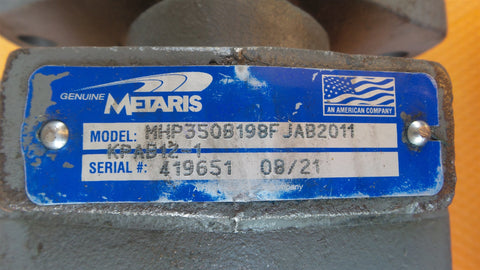 GENUINE METARIS
AN AMERICAN COMPANY
MODEL: MHP350B198FJAB2011
KPAB12-1
SERIAL #: 419651 08/21